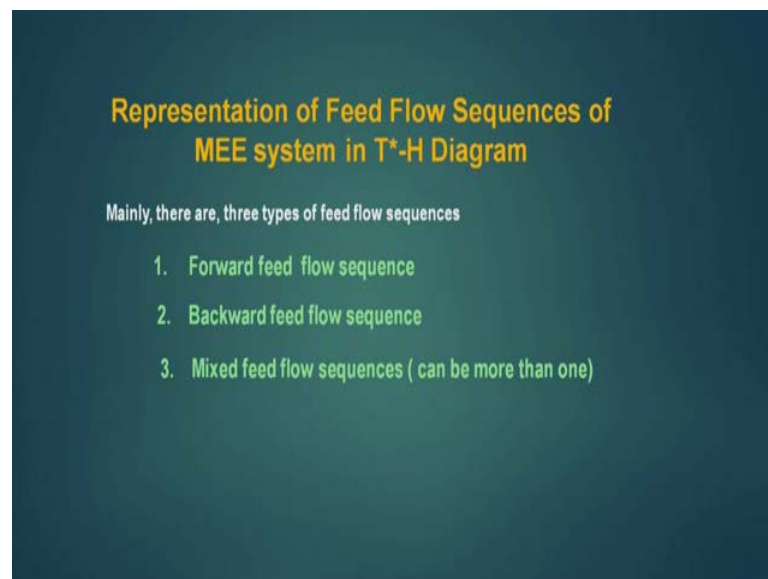 Representation of Feed Flow Sequences of
MEE system in T*-H Diagram
Mainly, there are, three types of feed flow sequences
1. Forward feed flow sequence
2. Backward feed flow sequence
3. Mixed feed flow sequences ( can be more than one)